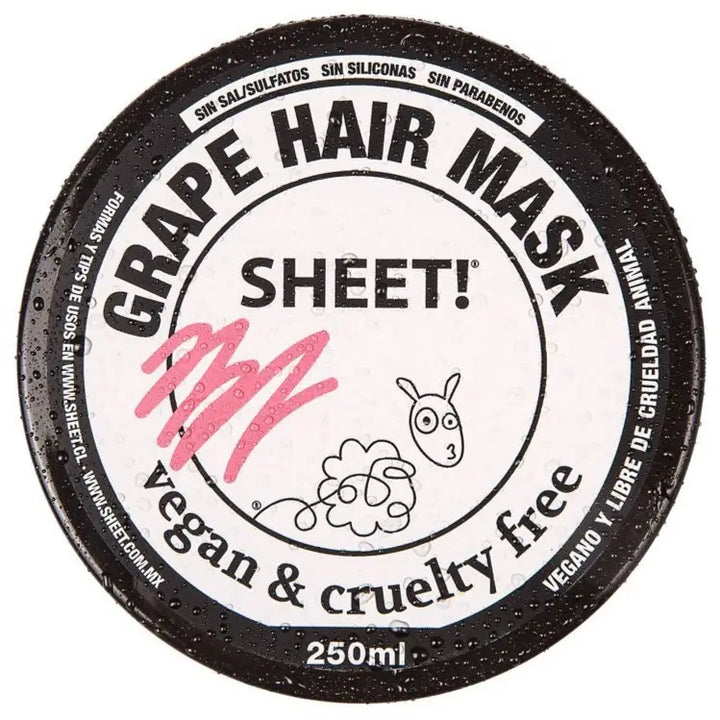 SIN SAL/SULFATOS SIN SILICONAS SIN PARABENOS
GRAPE HAIR MASK
SHEET!
vegan & cruelty free
FORMAS Y TIPS DE USOS EN WWW.SHEET.CL - WWW.SHEET.COM.MX
VEGANO Y LIBRE DE CRUELDAD ANIMAL
250ml